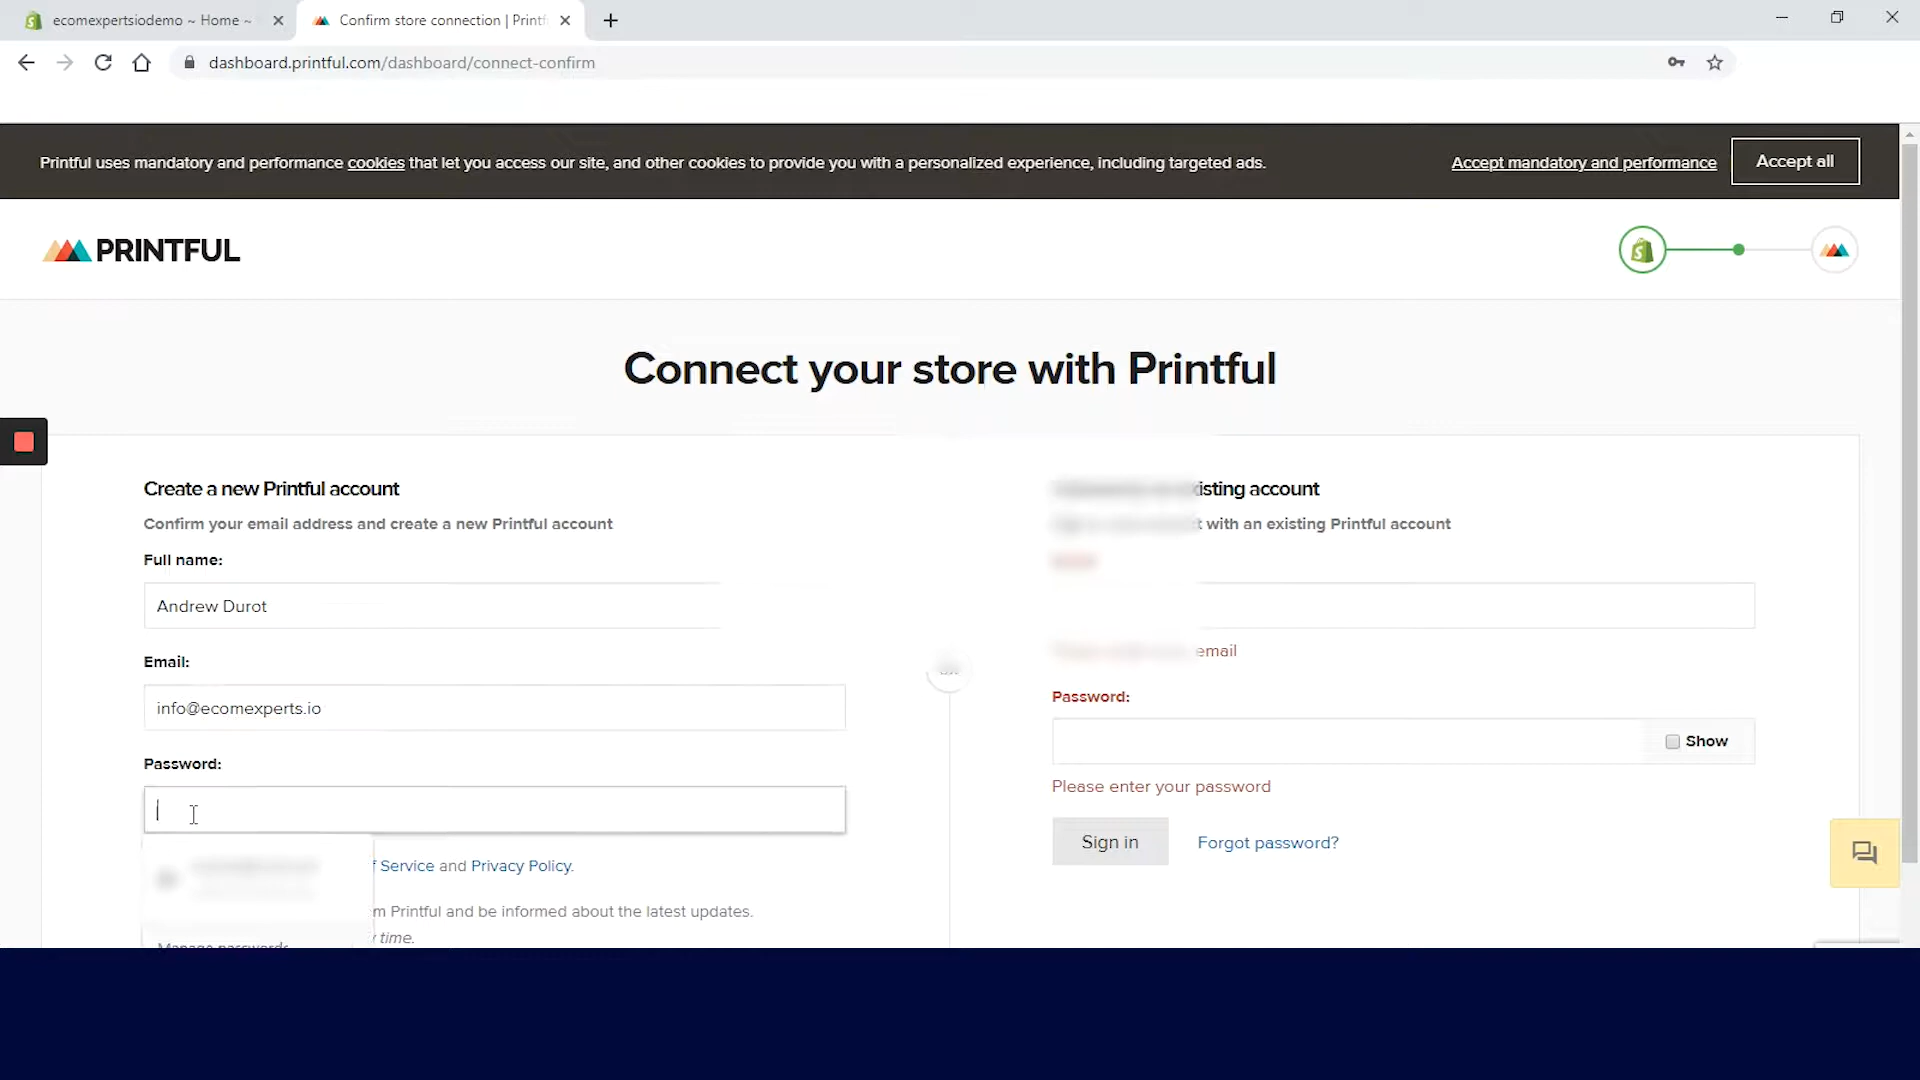 ecomexpertsiodemo ~ Home ~
Confirm store connection | Printf
dashboard.printful.com/dashboard/connect-confirm
Printful uses mandatory and performance cookies that let you access our site, and other cookies to provide you with a personalized experience, including targeted ads.
Accept mandatory and performance
Accept all
PRINTFUL
Connect your store with Printful
Create a new Printful account
Confirm your email address and create a new Printful account
Full name:
Andrew Durot
Email:
info@ecomexperts.io
Password:
Service and Privacy Policy.
Printful and be informed about the latest updates.
time.
Manage passwords
account
with an existing Printful account
email
Password:
Show
Please enter your password
Sign in
Forgot password?